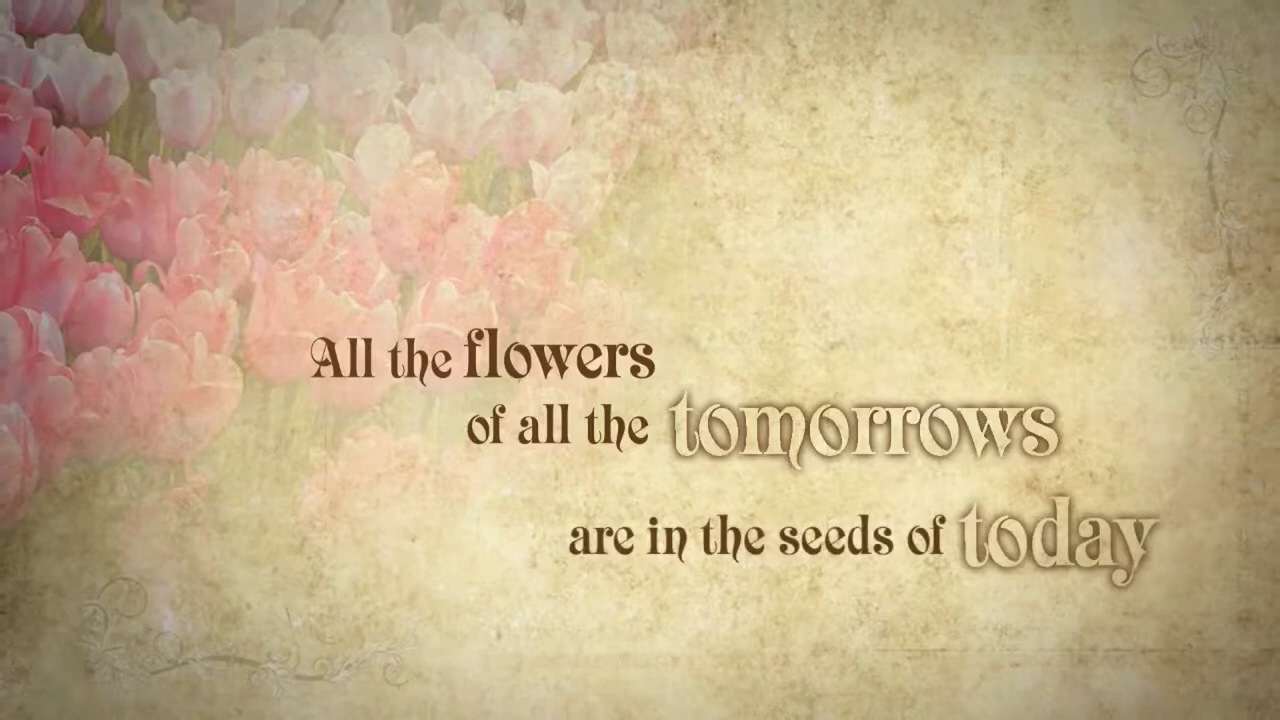 All the flowers
of all the tomorrows
are in the seeds of today